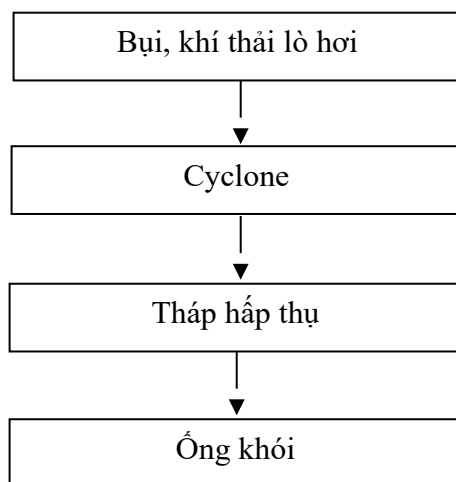 Bụi, khí thải lò hơi
Cyclone
Tháp hấp thụ
Ống khói